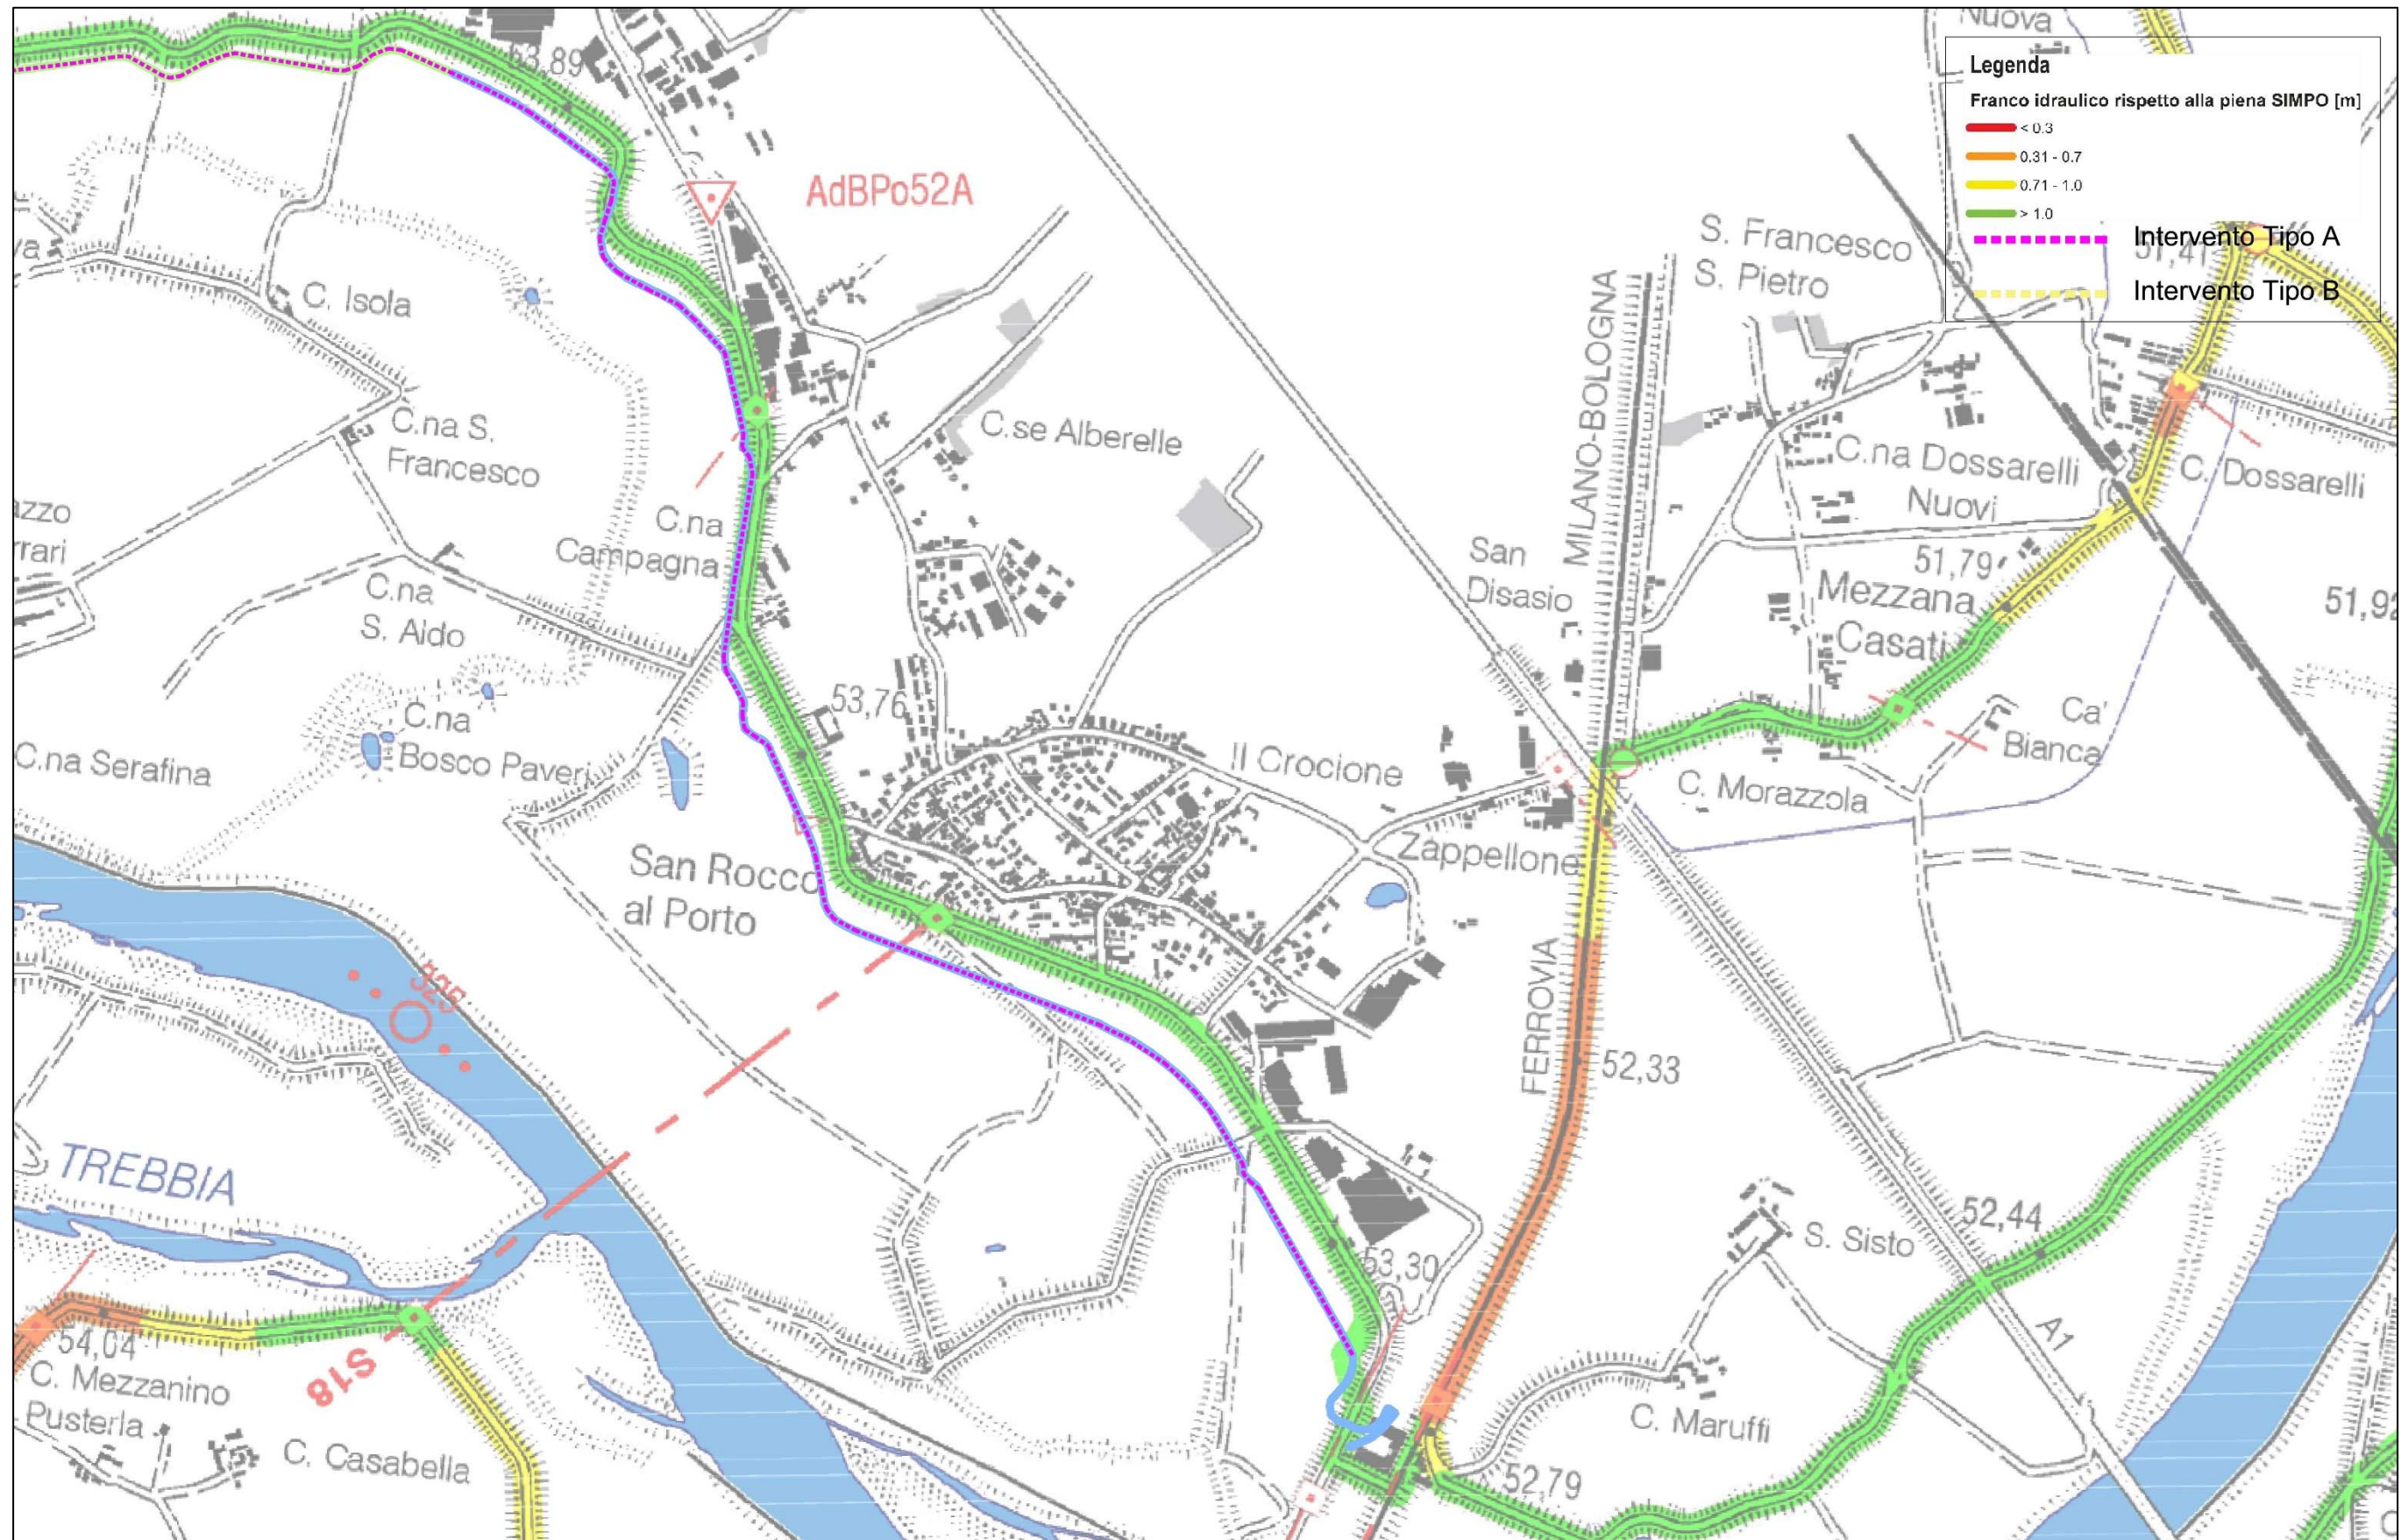 Nuova
Legenda
Franco idraulico rispetto alla piena SIMPO [m]
< 0.3
0.31 - 0.7
0.71 - 1.0
> 1.0
Intervento Tipo A
Intervento Tipo B
53,89
AdBPo52A
S. Francesco
S. Pietro
51,41
C. Isola
MILANO-BOLOGNA
C.na S.
Francesco
C.se Alberelle
C.na Dossarelli
Nuovi
C. Dossarelli
azzo
rrari
C.na
Campagna
San
Disasio
51,79
Mezzana
Casati
51,92
C.na
S. Aldo
53,76
C.na
Bosco Paveri
C.na Serafina
Il Crocione
Ca'
Bianca
C. Morazzola
Zappellone
San Rocco
al Porto
325
FERROVIA
52,33
TREBBIA
S. Sisto
52,44
53,30
A1
54,04
C. Mezzanino
Pusterla
S18
C. Casabella
C. Maruffi
52,79